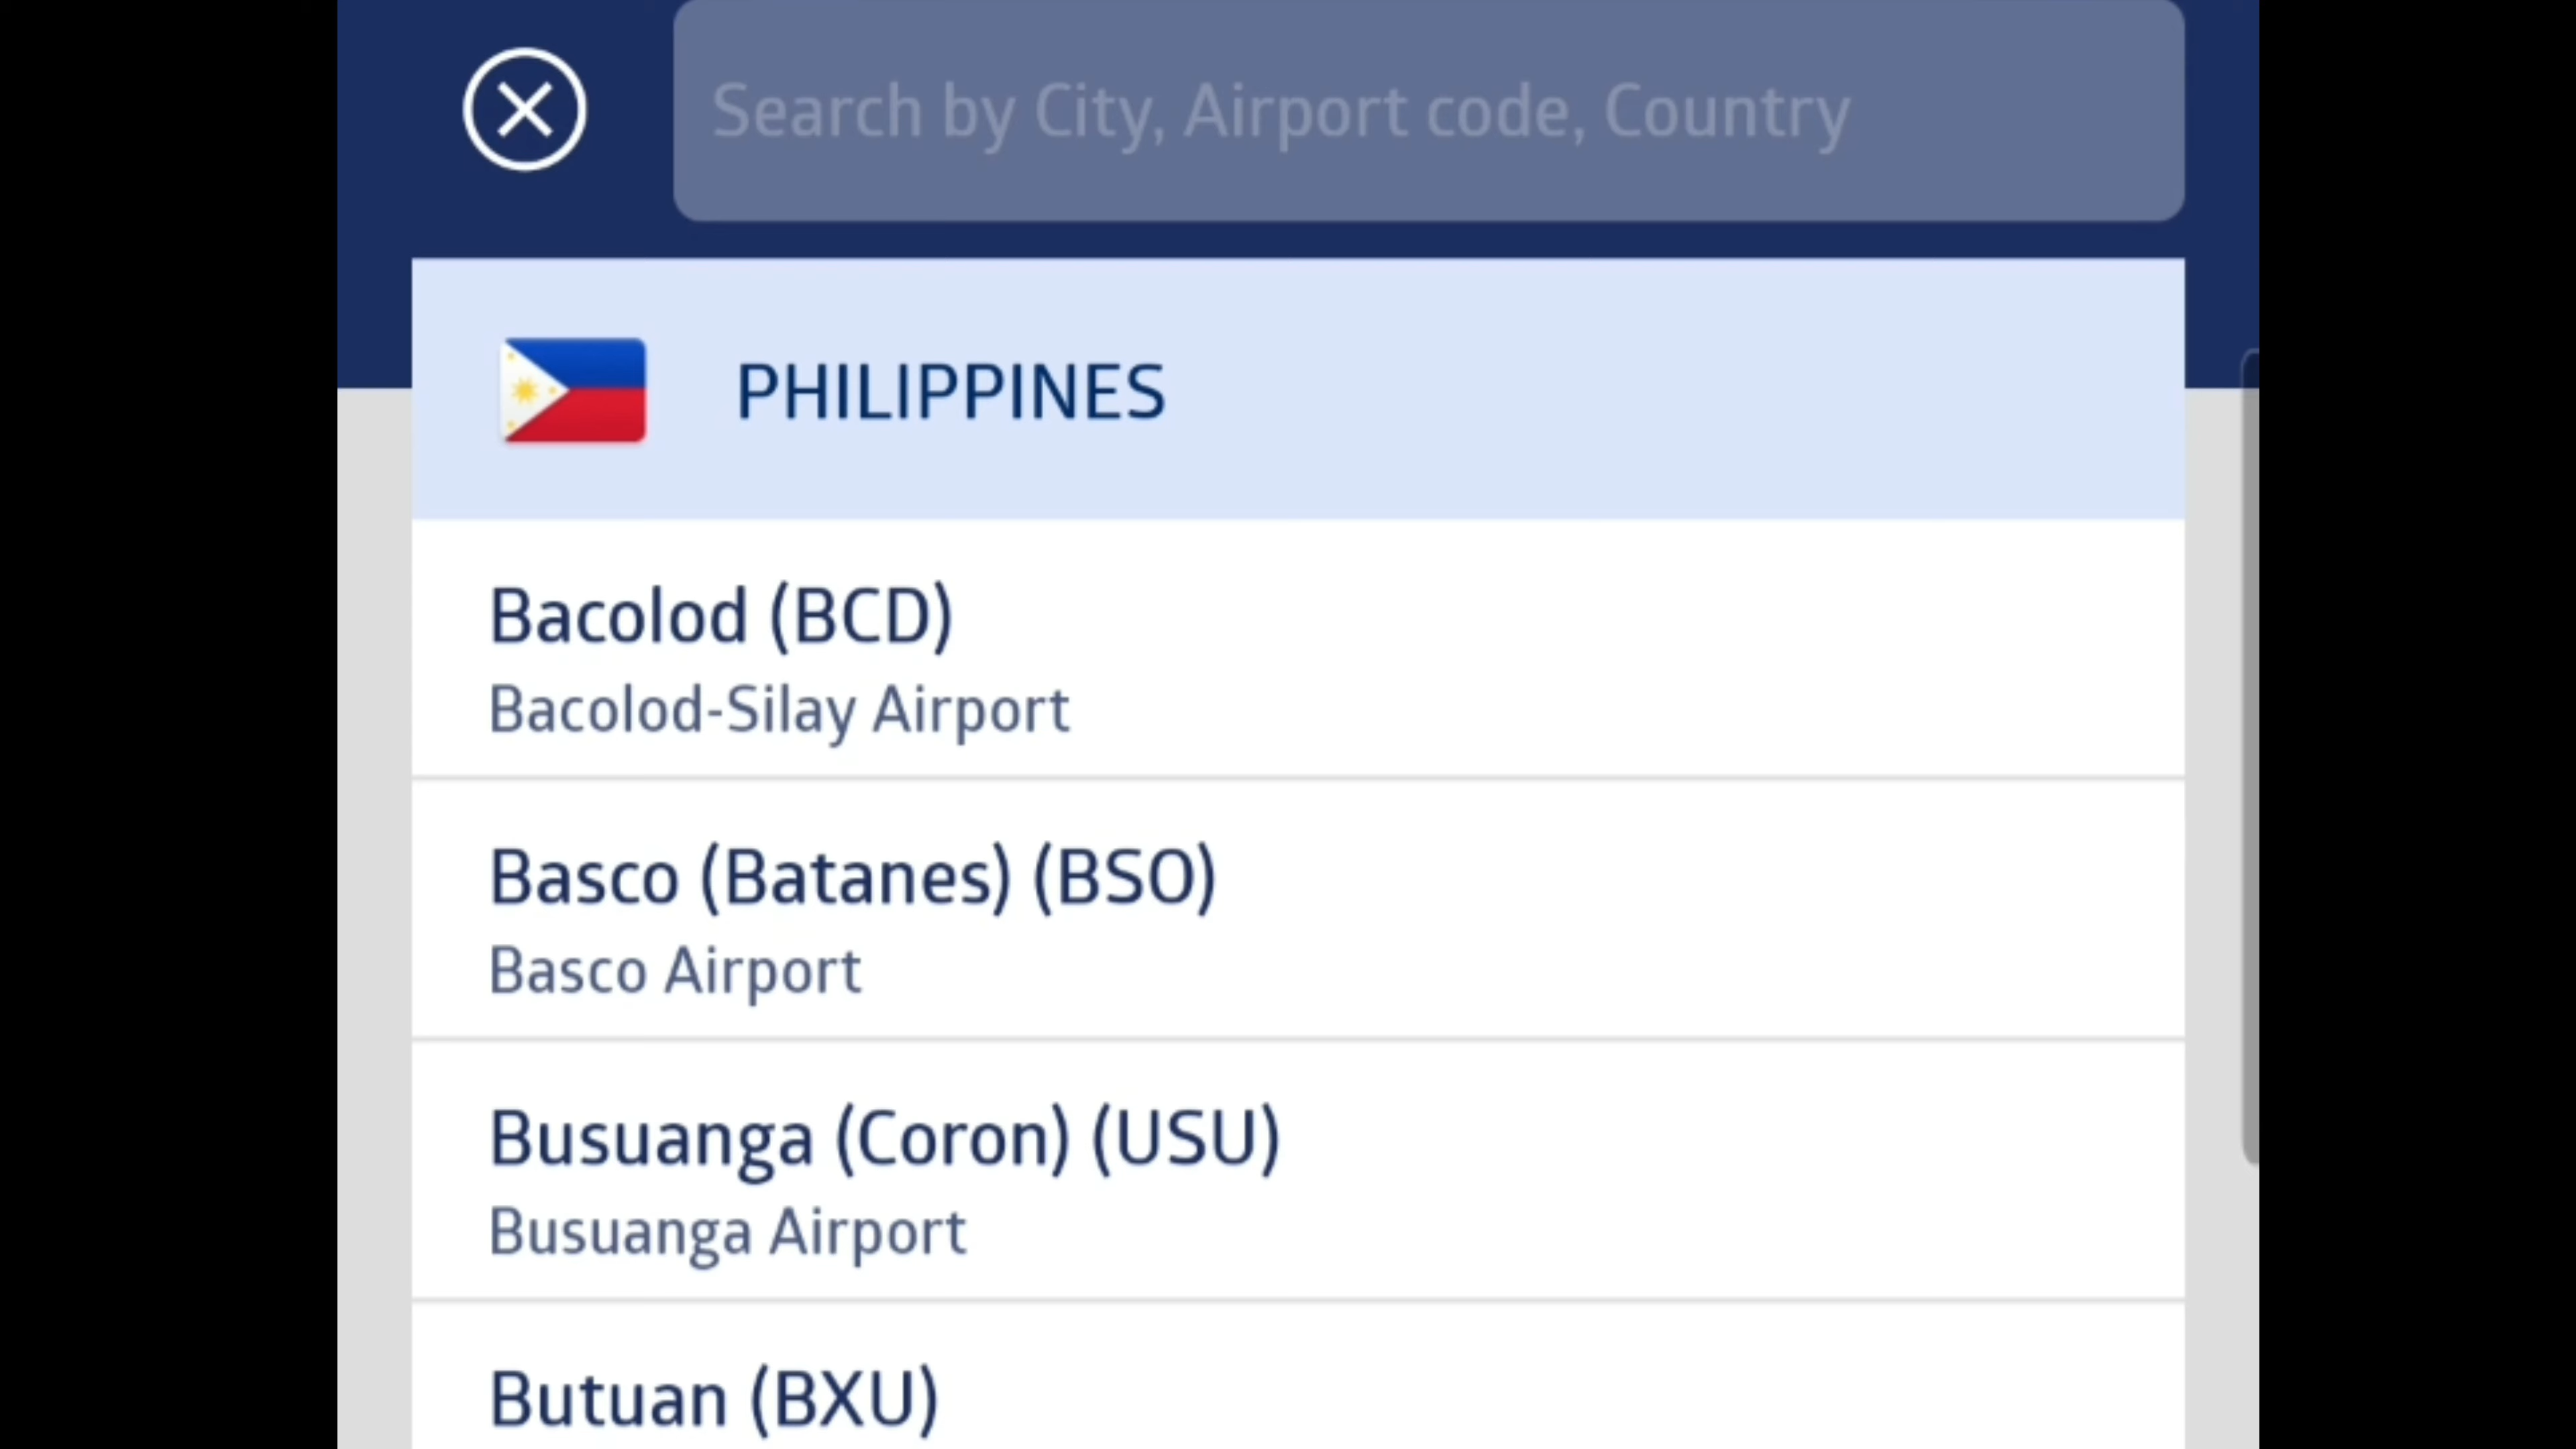 Search by City, Airport code, Country
PHILIPPINES
Bacolod (BCD)
Bacolod-Silay Airport
Basco (Batanes) (BSO)
Basco Airport
Busuanga (Coron) (USU)
Busuanga Airport
Butuan (BXU)